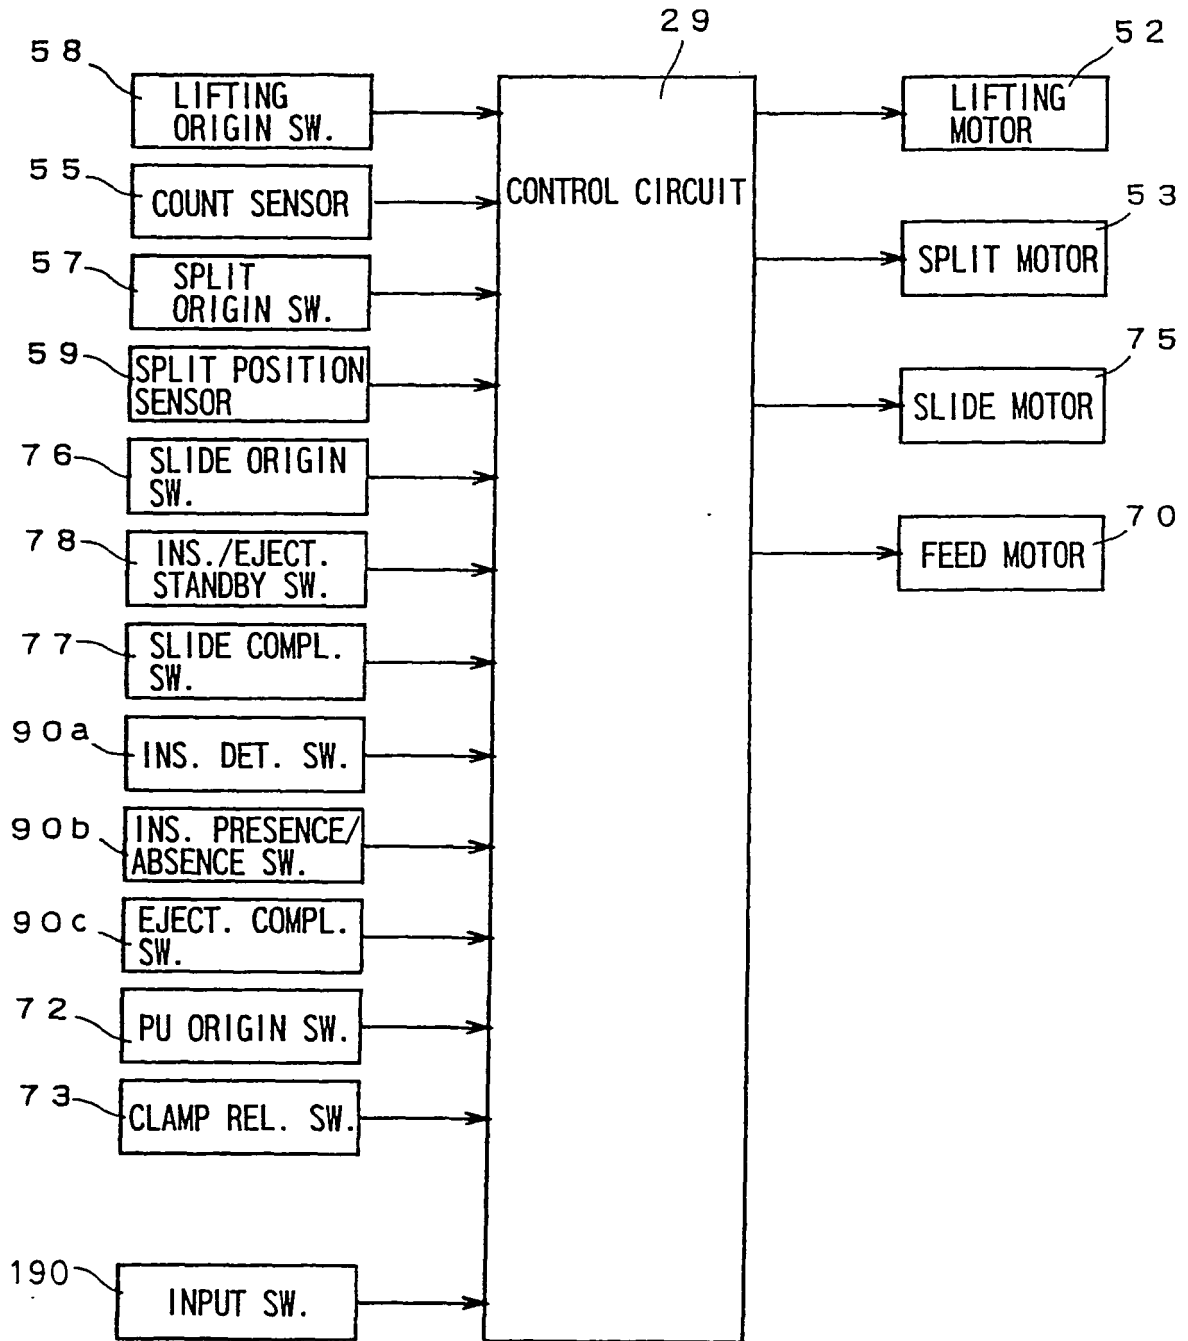 29
52
58
LIFTING
ORIGIN SW.
LIFTING
MOTOR
55
COUNT SENSOR
CONTROL CIRCUIT
53
57
SPLIT
ORIGIN SW.
SPLIT MOTOR
59
SPLIT POSITION
SENSOR
75
SLIDE MOTOR
76
SLIDE ORIGIN
SW.
78
INS./EJECT.
STANDBY SW.
70
FEED MOTOR
77
SLIDE COMPL.
SW.
90a
INS. DET. SW.
90b
INS. PRESENCE/
ABSENCE SW.
90c
EJECT. COMPL.
SW.
72
PU ORIGIN SW.
73
CLAMP REL. SW.
190
INPUT SW.